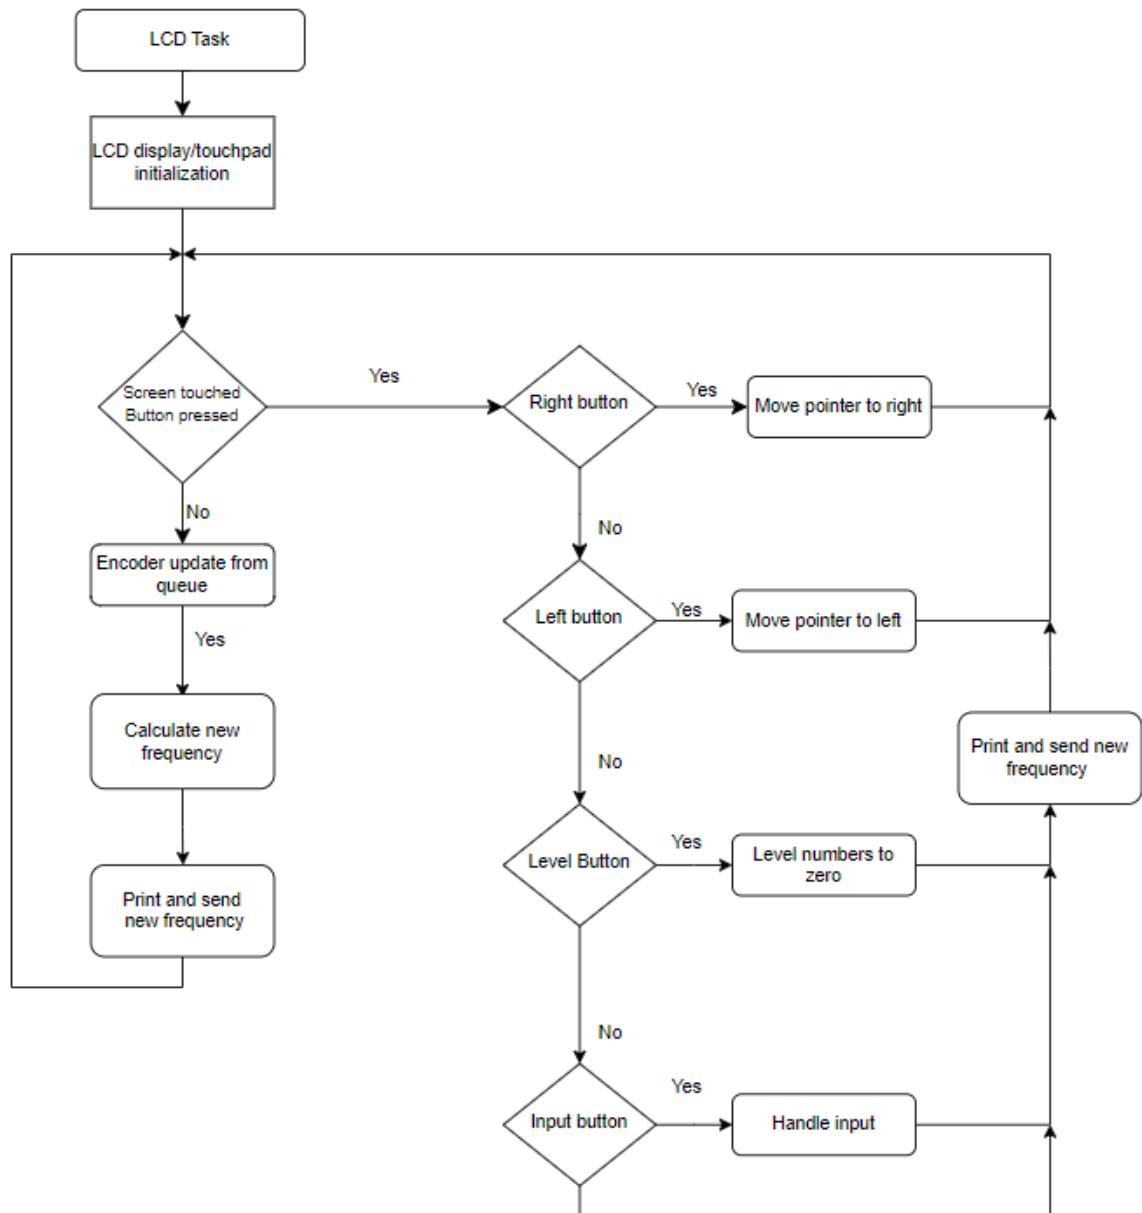 LCD Task
LCD display/touchpad
initialization
Screen touched
Button pressed
Yes
Right button
Yes
Move pointer to right
No
No
Encoder update from
queue
Left button
Yes
Move pointer to left
Yes
Calculate new
frequency
No
Print and send new
frequency
Level Button
Yes
Level numbers to
zero
Print and send
new frequency
No
Input button
Yes
Handle input